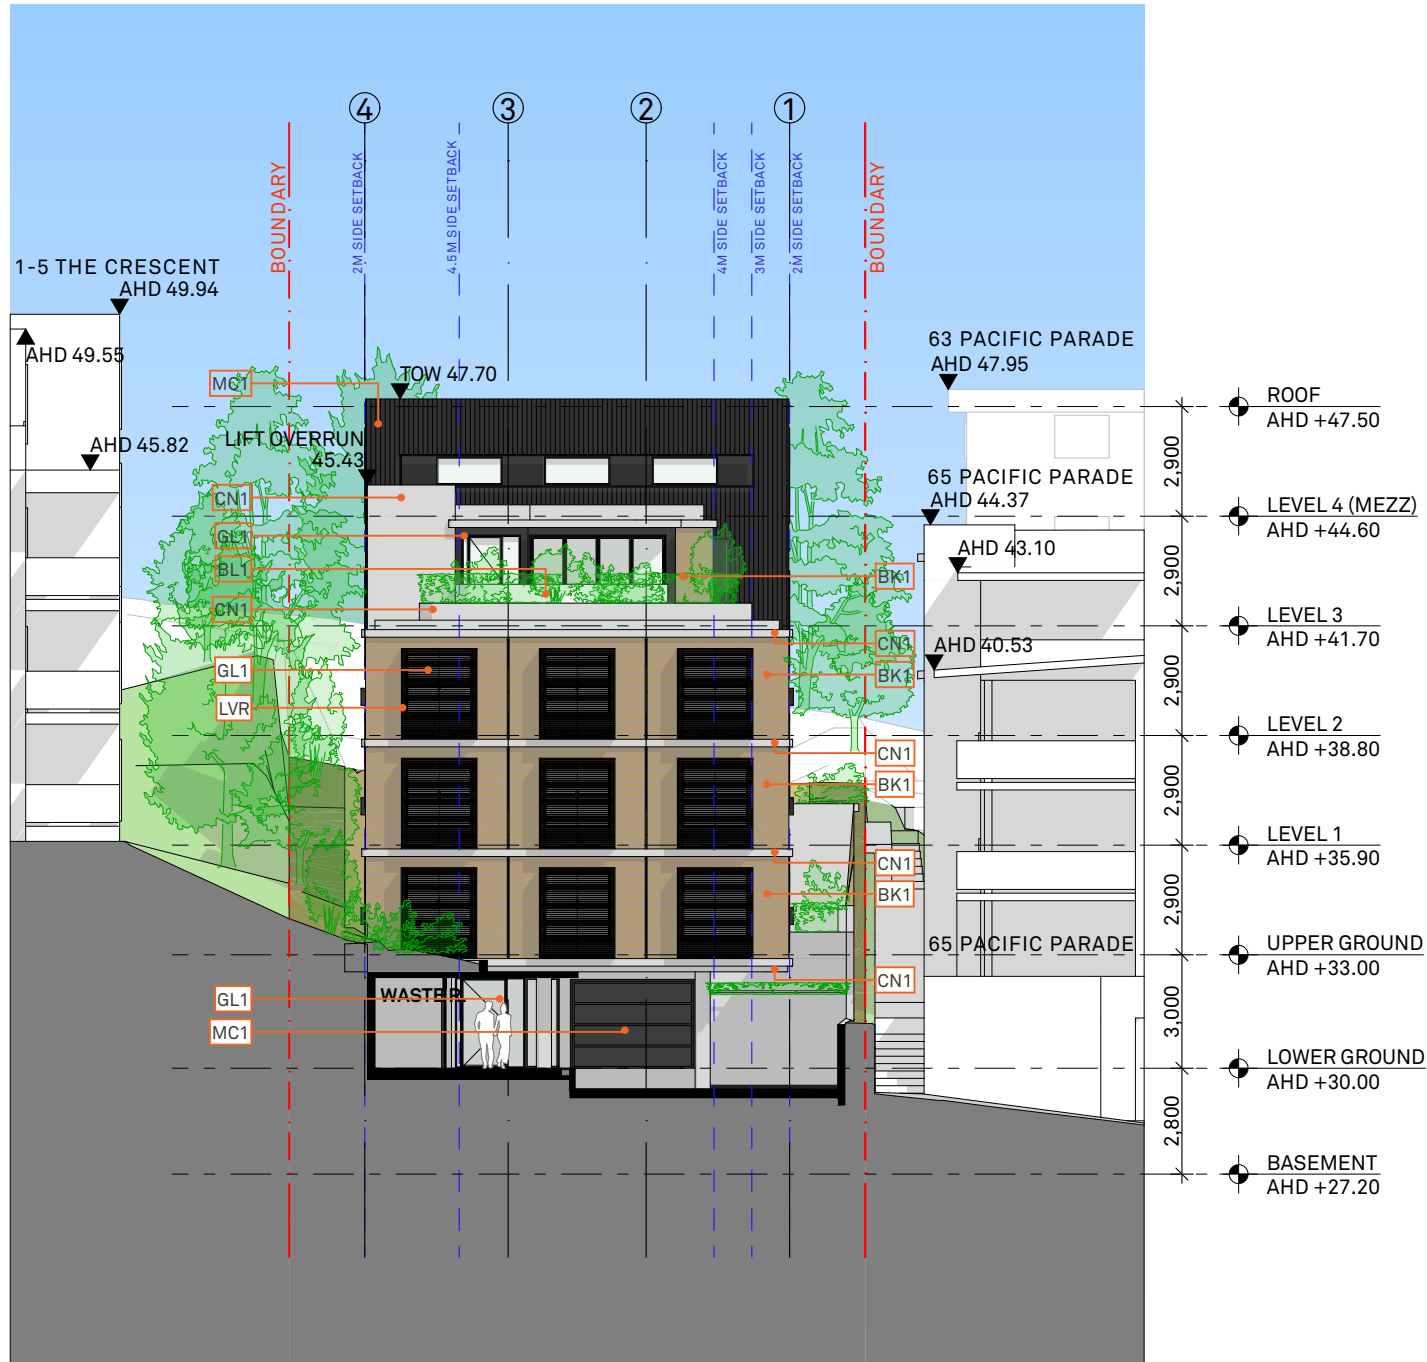 4
3
2
1
BOUNDARY
2M SIDE SETBACK
4.5M SIDE SETBACK
4M SIDE SETBACK
3M SIDE SETBACK
2M SIDE SETBACK
BOUNDARY
1-5 THE CRESCENT
AHD 49.94
AHD 49.55
AHD 45.82
MC1
TOW 47.70
LIFT OVERRUN
45.43
CN1
GL1
BL1
CN1
GL1
LVR
GL1
MC1
WASTE R
BK1
CN1
BK1
CN1
BK1
CN1
BK1
CN1
63 PACIFIC PARADE
AHD 47.95
65 PACIFIC PARADE
AHD 44.37
AHD 43.10
AHD 40.53
65 PACIFIC PARADE
2,900
2,900
2,900
2,900
2,900
3,000
2,800
ROOF
AHD +47.50
LEVEL 4 (MEZZ)
AHD +44.60
LEVEL 3
AHD +41.70
LEVEL 2
AHD +38.80
LEVEL 1
AHD +35.90
UPPER GROUND
AHD +33.00
LOWER GROUND
AHD +30.00
BASEMENT
AHD +27.20